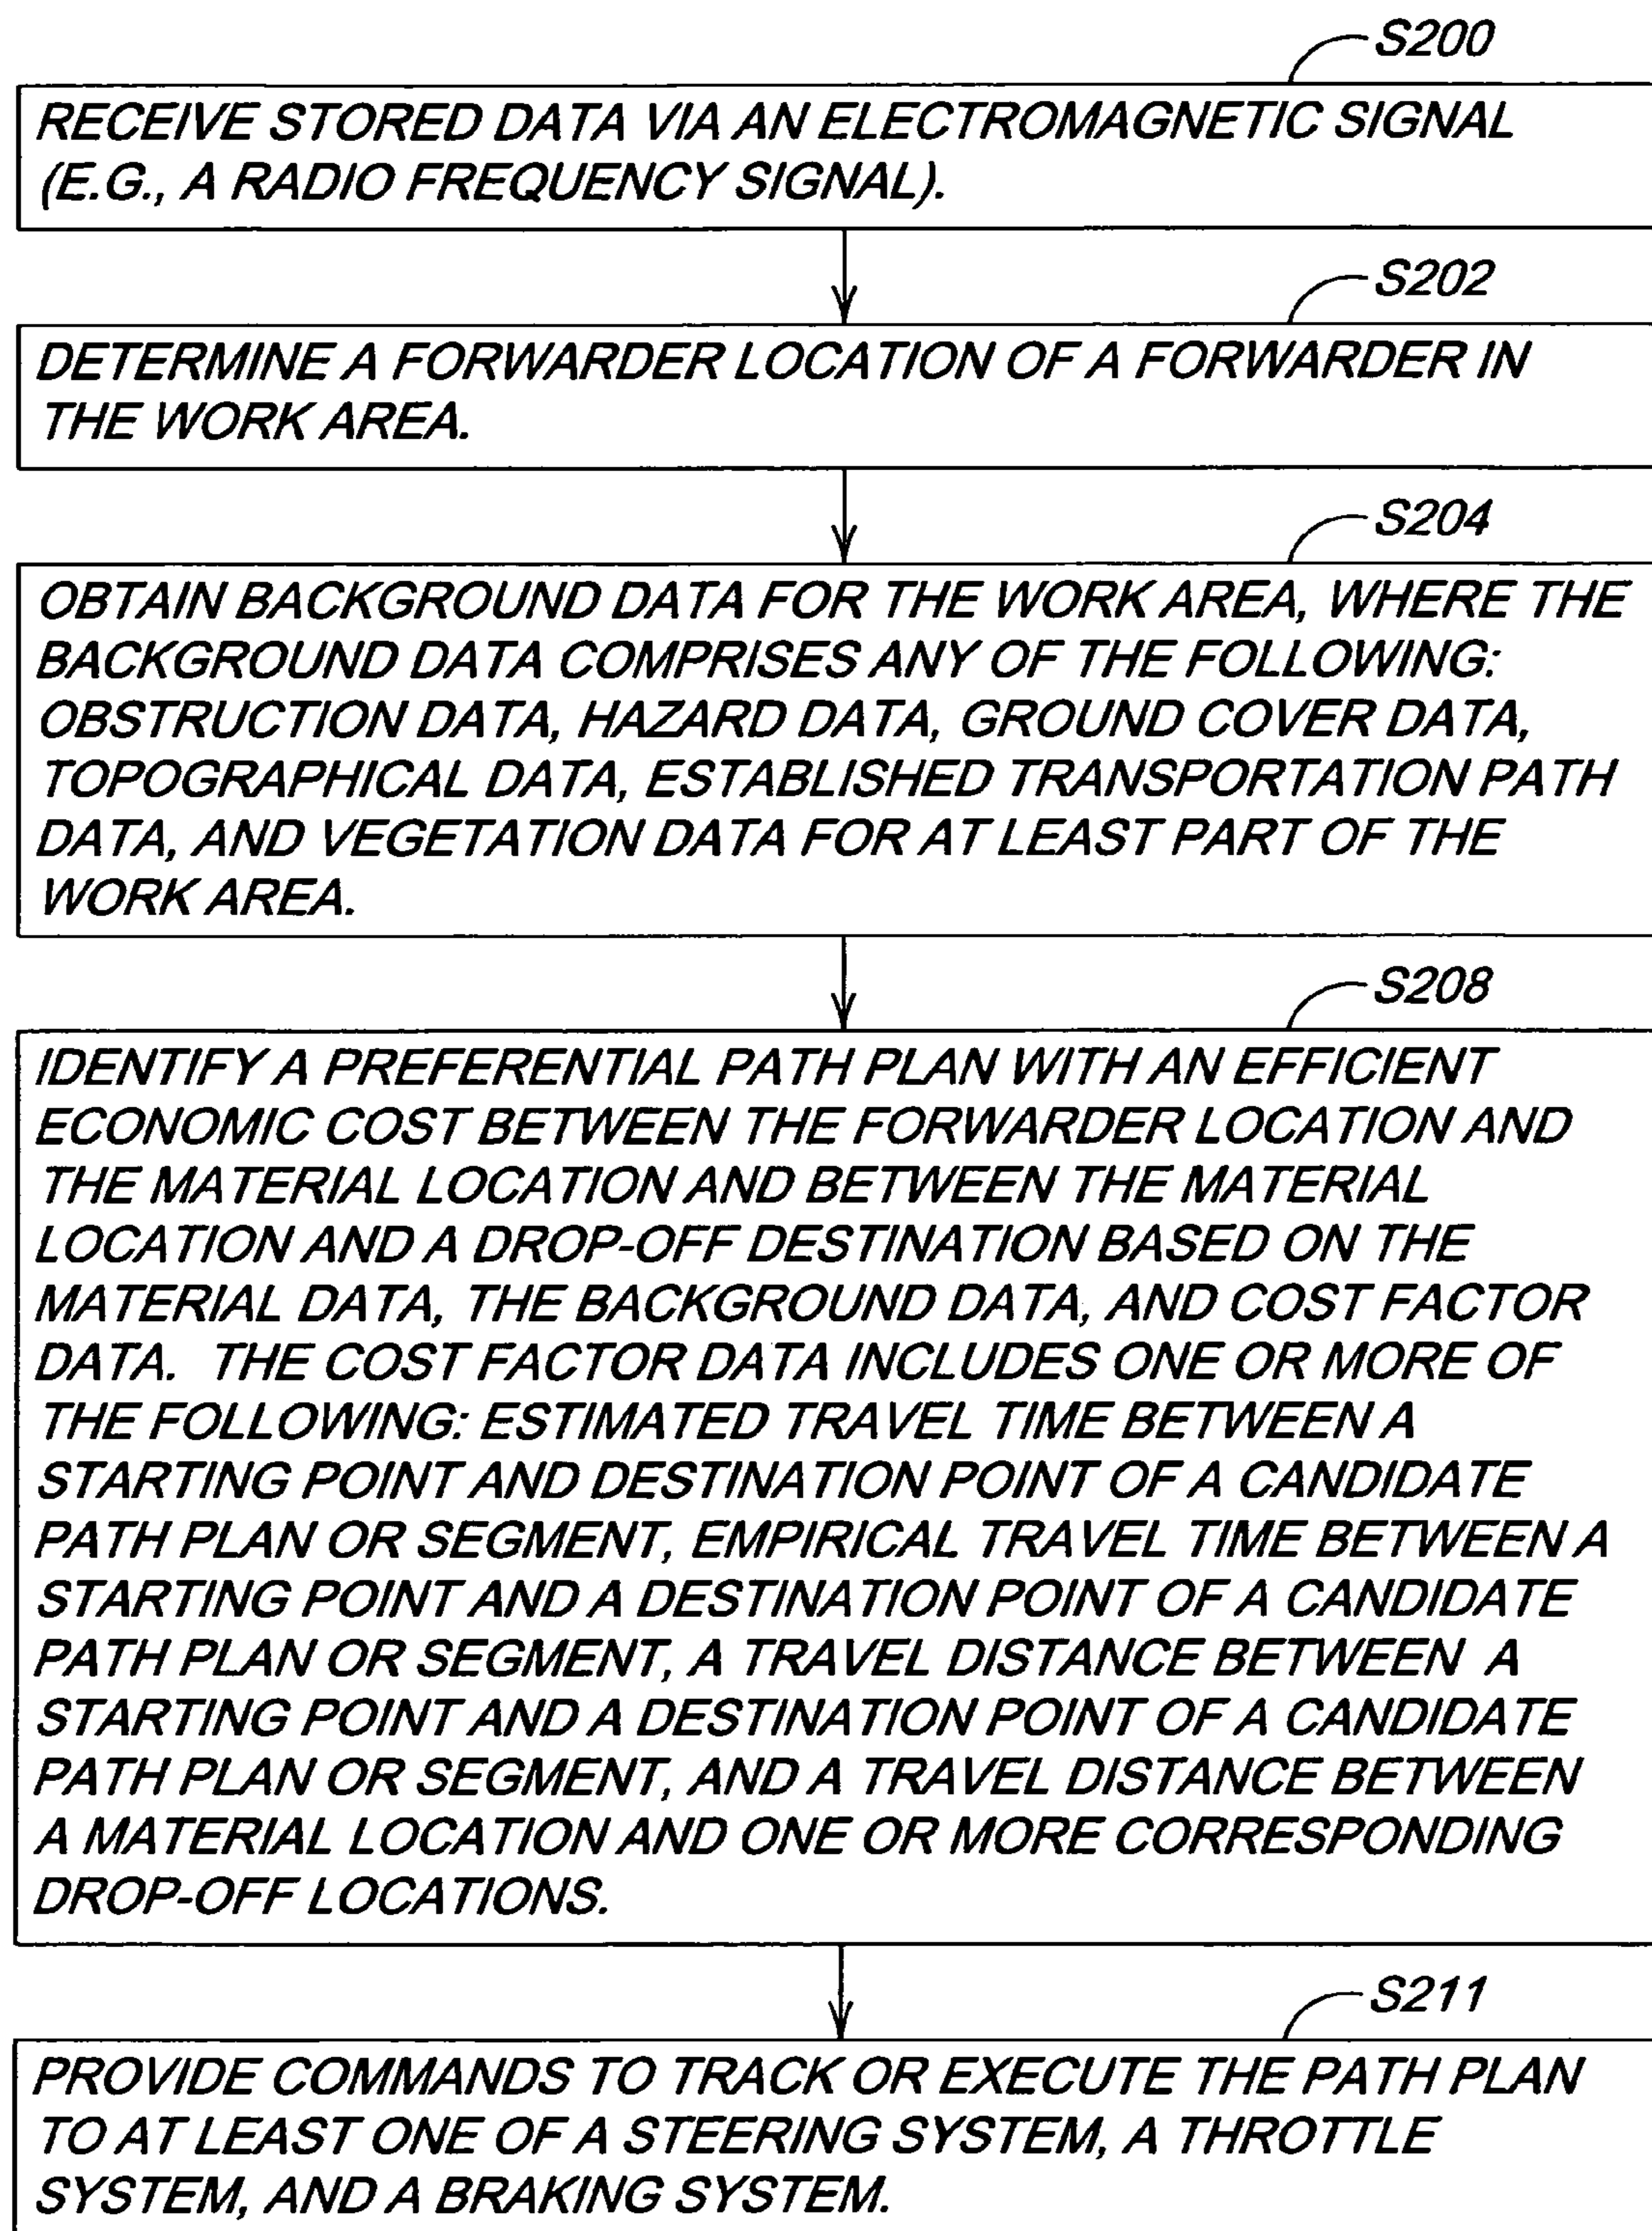 S200
RECEIVE STORED DATA VIA AN ELECTROMAGNETIC SIGNAL
(E.G., A RADIO FREQUENCY SIGNAL).
S202
DETERMINE A FORWARDER LOCATION OF A FORWARDER IN
THE WORK AREA.
S204
OBTAIN BACKGROUND DATA FOR THE WORK AREA, WHERE THE
BACKGROUND DATA COMPRISES ANY OF THE FOLLOWING:
OBSTRUCTION DATA, HAZARD DATA, GROUND COVER DATA,
TOPOGRAPHICAL DATA, ESTABLISHED TRANSPORTATION PATH
DATA, AND VEGETATION DATA FOR AT LEAST PART OF THE
WORK AREA.
S208
IDENTIFY A PREFERENTIAL PATH PLAN WITH AN EFFICIENT
ECONOMIC COST BETWEEN THE FORWARDER LOCATION AND
THE MATERIAL LOCATION AND BETWEEN THE MATERIAL
LOCATION AND A DROP-OFF DESTINATION BASED ON THE
MATERIAL DATA, THE BACKGROUND DATA, AND COST FACTOR
DATA. THE COST FACTOR DATA INCLUDES ONE OR MORE OF
THE FOLLOWING: ESTIMATED TRAVEL TIME BETWEEN A
STARTING POINT AND DESTINATION POINT OF A CANDIDATE
PATH PLAN OR SEGMENT, EMPIRICAL TRAVEL TIME BETWEEN A
STARTING POINT AND A DESTINATION POINT OF A CANDIDATE
PATH PLAN OR SEGMENT, A TRAVEL DISTANCE BETWEEN A
STARTING POINT AND A DESTINATION POINT OF A CANDIDATE
PATH PLAN OR SEGMENT, AND A TRAVEL DISTANCE BETWEEN
A MATERIAL LOCATION AND ONE OR MORE CORRESPONDING
DROP-OFF LOCATIONS.
S211
PROVIDE COMMANDS TO TRACK OR EXECUTE THE PATH PLAN
TO AT LEAST ONE OF A STEERING SYSTEM, A THROTTLE
SYSTEM, AND A BRAKING SYSTEM.